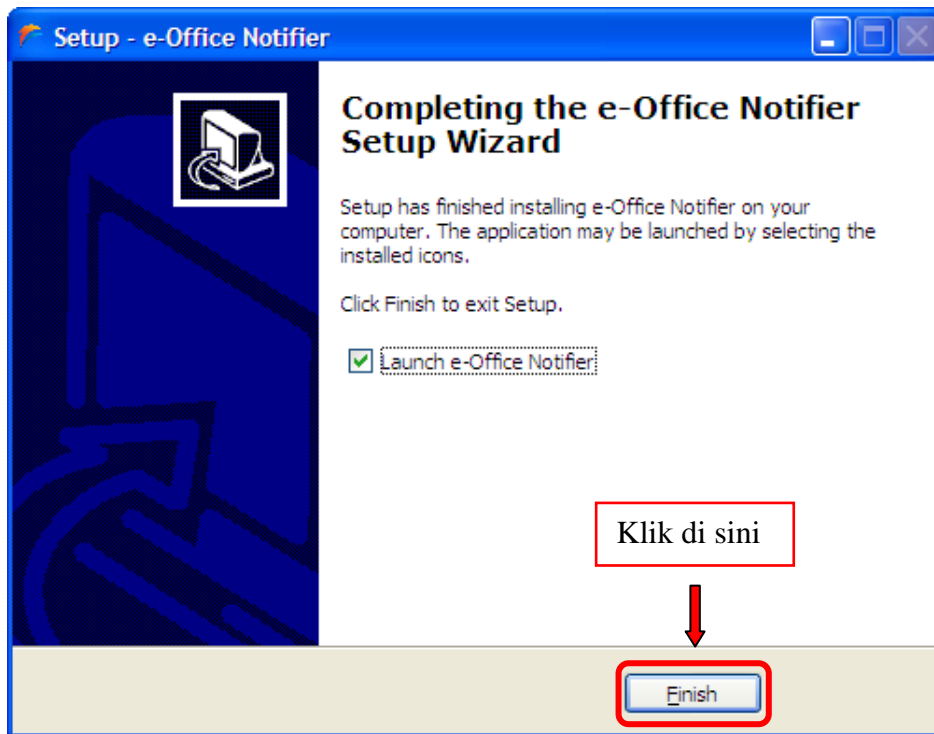 Setup - e-Office Notifier
Completing the e-Office Notifier
Setup Wizard
Setup has finished installing e-Office Notifier on your
computer. The application may be launched by selecting the
installed icons.
Click Finish to exit Setup.
Launch e-Office Notifier
Klik di sini
Finish